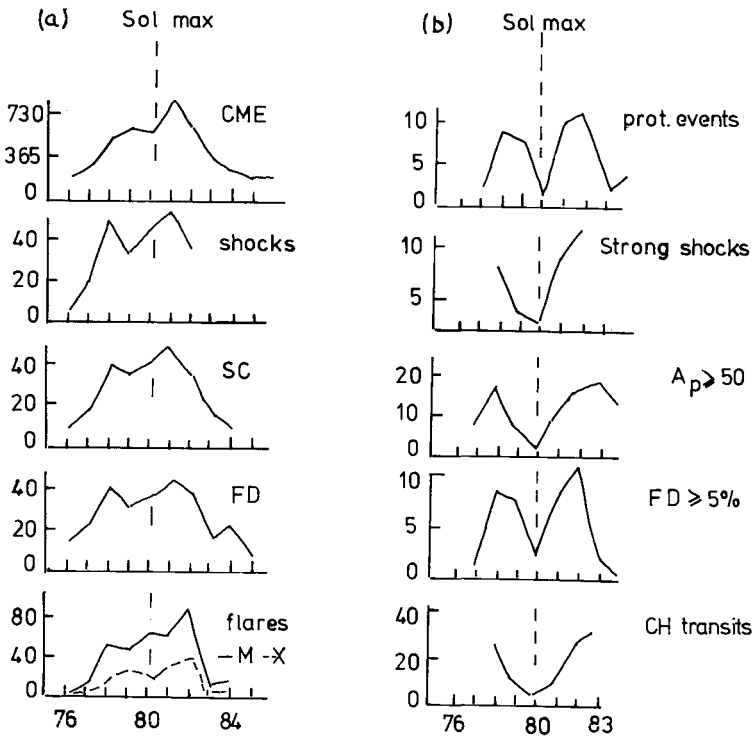 (a)
Sol max
730
365
0
CME
40
20
0
shocks
40
20
0
SC
40
20
0
FD
80
40
0
flares
— M --X
76 80 84
(b)
Sol max
10
5
0
prot. events
10
5
Strong shocks
20
10
0
Ap ⩾ 50
10
5
0
FD ⩾ 5%
40
20
0
CH transits
76 80 83